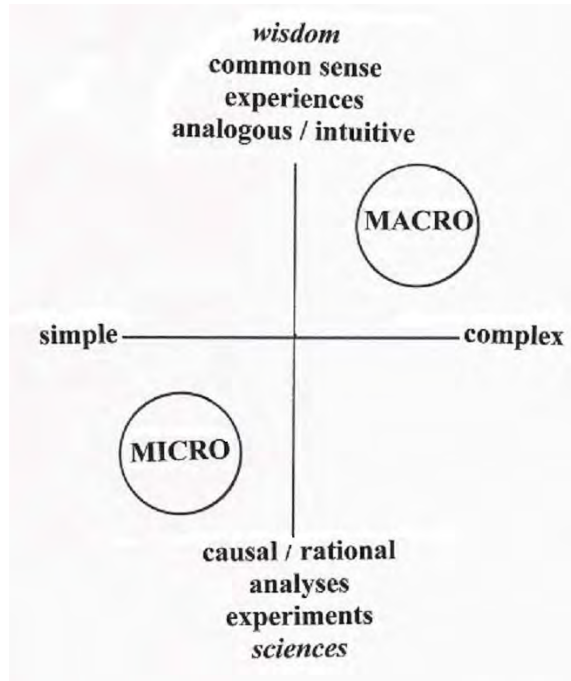 wisdom
common sense
experiences
analogous / intuitive
MACRO
simple
complex
MICRO
causal / rational
analyses
experiments
sciences